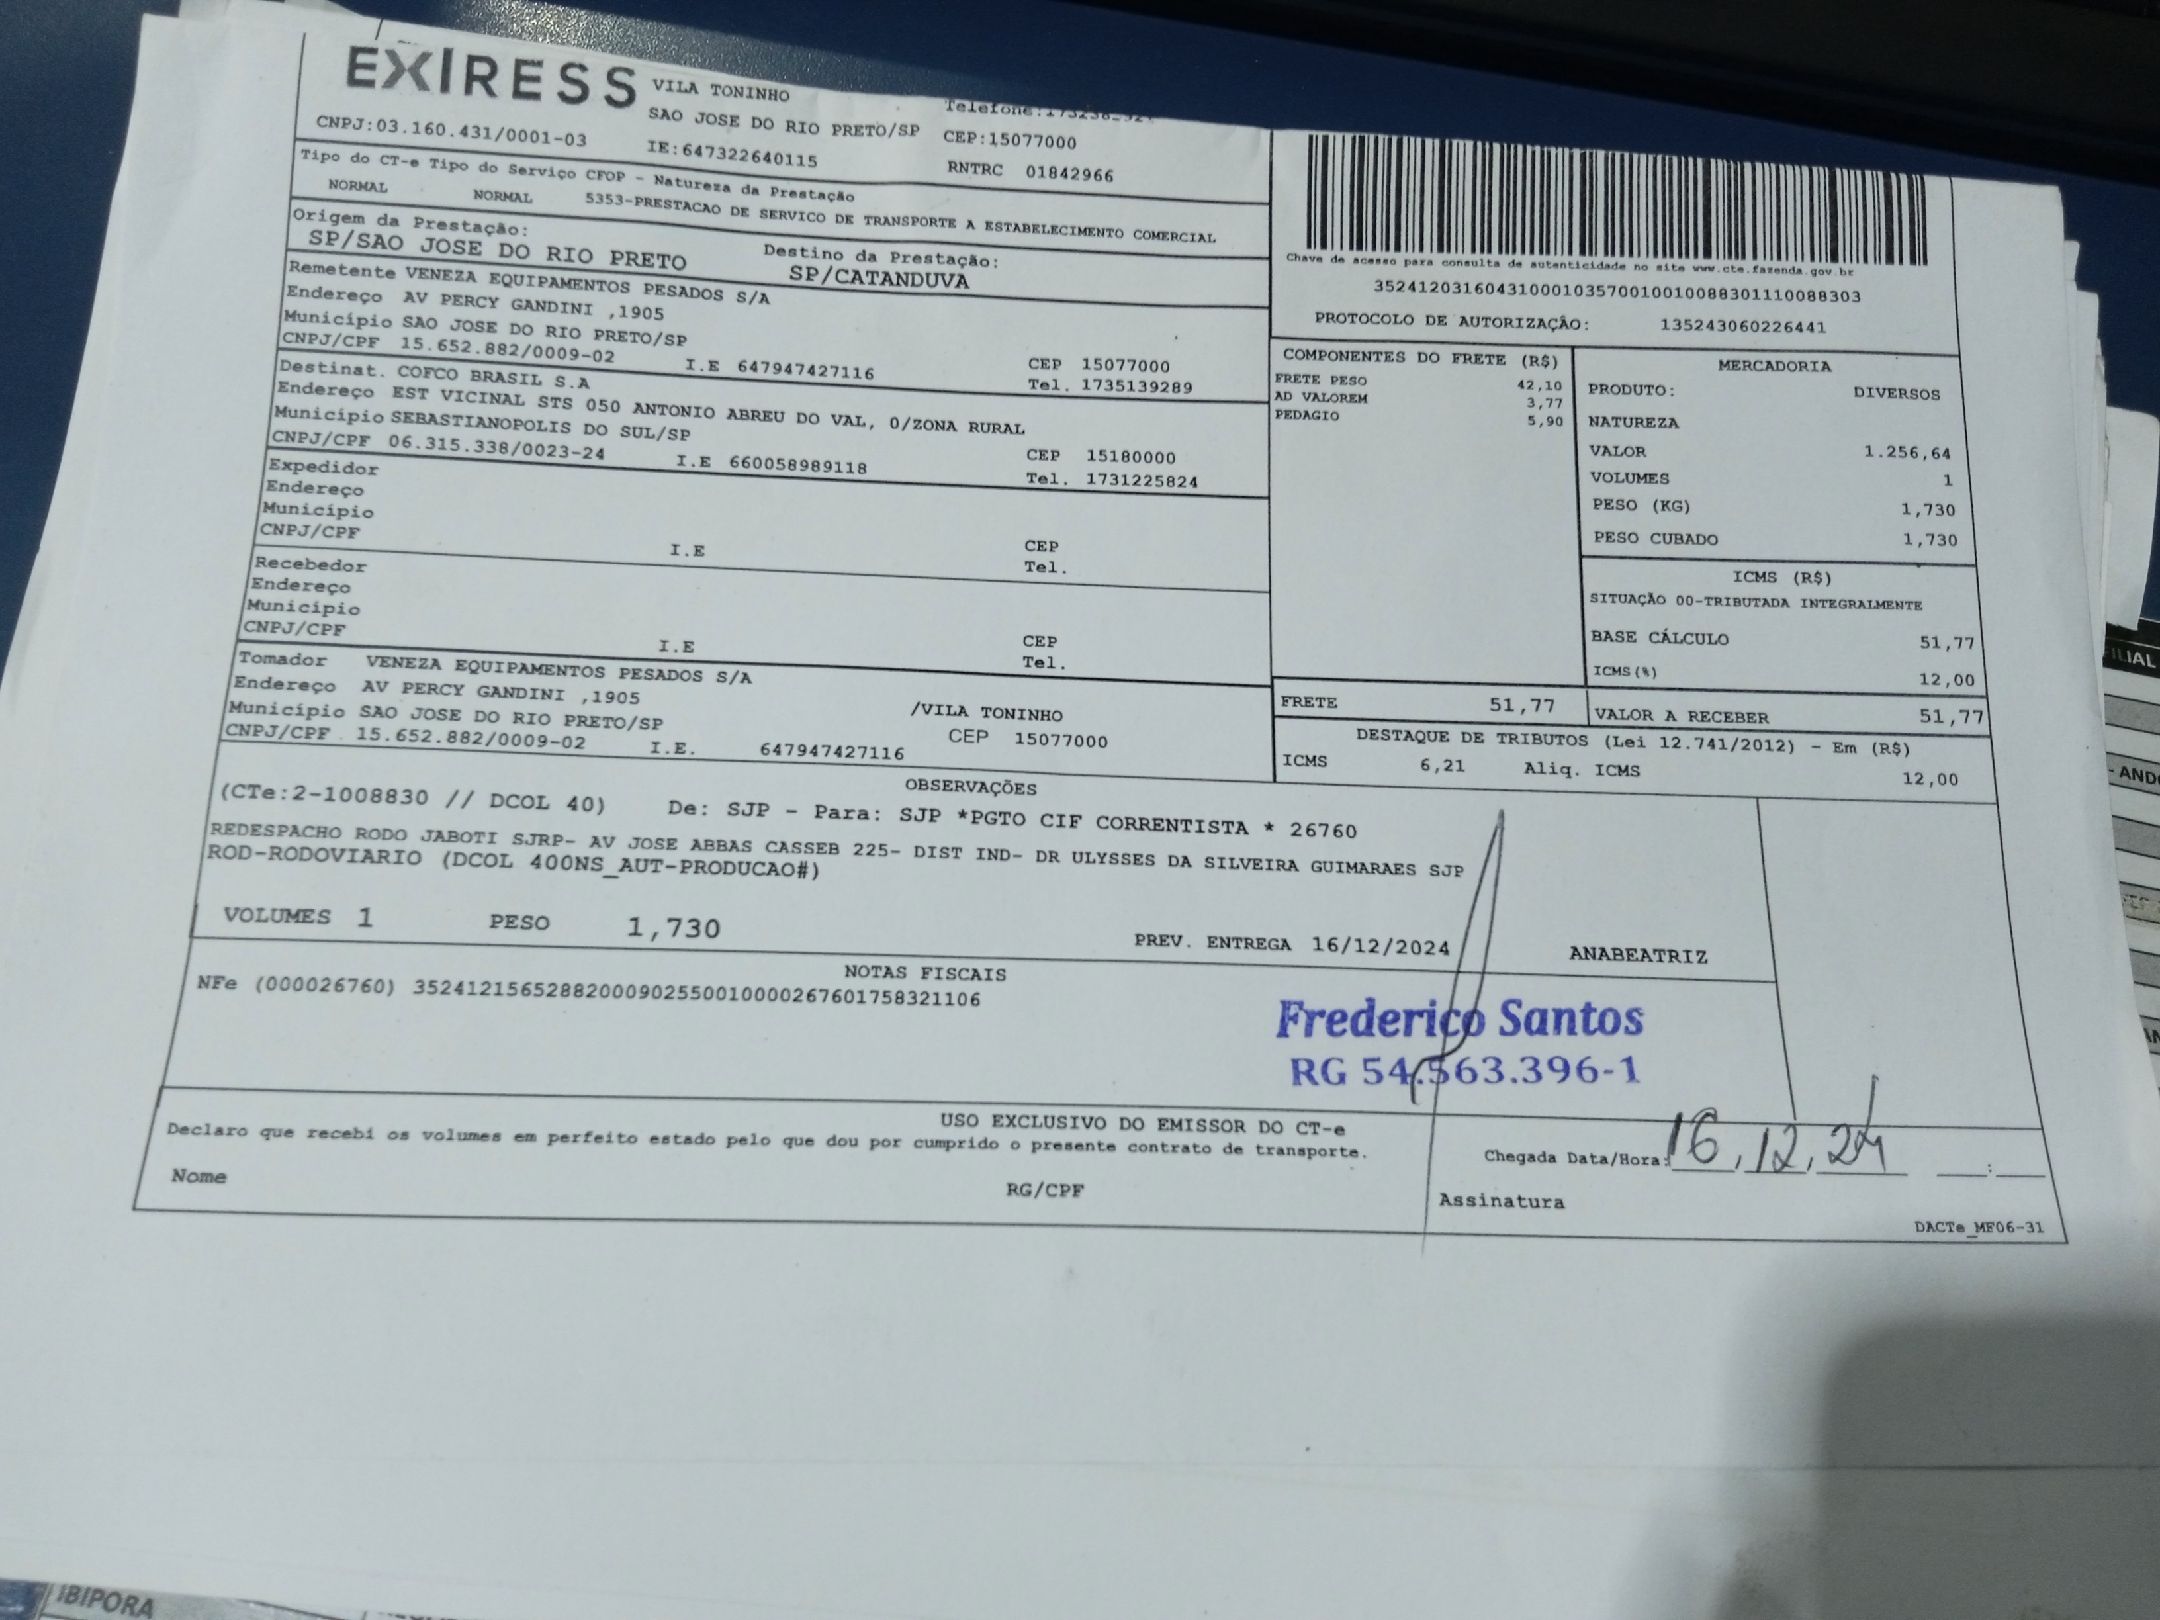 EXIRESS
VILA TONINHO
SAO JOSE DO RIO PRETO/SP CEP:15077000
CNPJ:03.160.431/0001-03 IE:647322640115 RNTRC 01842966
Tipo do CT-e Tipo do Serviço CFOP - Natureza da Prestação
NORMAL NORMAL 5353-PRESTACAO DE SERVICO DE TRANSPORTE A ESTABELECIMENTO COMERCIAL
Origem da Prestação: Destino da Prestação:
SP/SAO JOSE DO RIO PRETO SP/CATANDUVA
Remetente VENEZA EQUIPAMENTOS PESADOS S/A
Endereço AV PERCY GANDINI ,1905
Município SAO JOSE DO RIO PRETO/SP CEP 15077000
CNPJ/CPF 15.652.882/0009-02 I.E 647947427116 Tel. 1735139289
Destinat. COFCO BRASIL S.A
Endereço EST VICINAL STS 050 ANTONIO ABREU DO VAL, 0/ZONA RURAL
Município SEBASTIANOPOLIS DO SUL/SP CEP 15180000
CNPJ/CPF 06.315.338/0023-24 I.E 660058989118 Tel. 1731225824
Expedidor
Endereço
Município CEP
CNPJ/CPF I.E Tel.
Recebedor
Endereço
Município CEP
CNPJ/CPF I.E Tel.
Tomador VENEZA EQUIPAMENTOS PESADOS S/A
Endereço AV PERCY GANDINI ,1905 /VILA TONINHO
Município SAO JOSE DO RIO PRETO/SP CEP 15077000
CNPJ/CPF 15.652.882/0009-02 I.E. 647947427116
Chave de acesso para consulta de autenticidade no site www.cte.fazenda.gov.br
35241203160431000103570010010088301110088303
PROTOCOLO DE AUTORIZAÇÃO: 135243060226441
COMPONENTES DO FRETE (R$)
FRETE PESO 42,10
AD VALOREM 3,77
PEDAGIO 5,90
MERCADORIA
PRODUTO: DIVERSOS
NATUREZA
VALOR 1.256,64
VOLUMES 1
PESO (KG) 1,730
PESO CUBADO 1,730
ICMS (R$)
SITUAÇÃO 00-TRIBUTADA INTEGRALMENTE
BASE CÁLCULO 51,77
ICMS(%) 12,00
FRETE 51,77 VALOR A RECEBER 51,77
DESTAQUE DE TRIBUTOS (Lei 12.741/2012) - Em (R$)
ICMS 6,21 Aliq. ICMS 12,00
OBSERVAÇÕES
(CTe:2-1008830 // DCOL 40) De: SJP - Para: SJP *PGTO CIF CORRENTISTA * 26760
REDESPACHO RODO JABOTI SJRP- AV JOSE ABBAS CASSEB 225- DIST IND- DR ULYSSES DA SILVEIRA GUIMARAES SJP
ROD-RODOVIARIO (DCOL 400NS_AUT-PRODUCAO#)
VOLUMES 1 PESO 1,730 PREV. ENTREGA 16/12/2024 ANABEATRIZ
NOTAS FISCAIS
NFe (000026760) 35241215652882000902550010000267601758321106
Frederico Santos
RG 54.563.396-1
USO EXCLUSIVO DO EMISSOR DO CT-e
Declaro que recebi os volumes em perfeito estado pelo que dou por cumprido o presente contrato de transporte.
Chegada Data/Hora: 16,12,24 :
Nome RG/CPF Assinatura
DACTe_MF06-31
IBIPORA